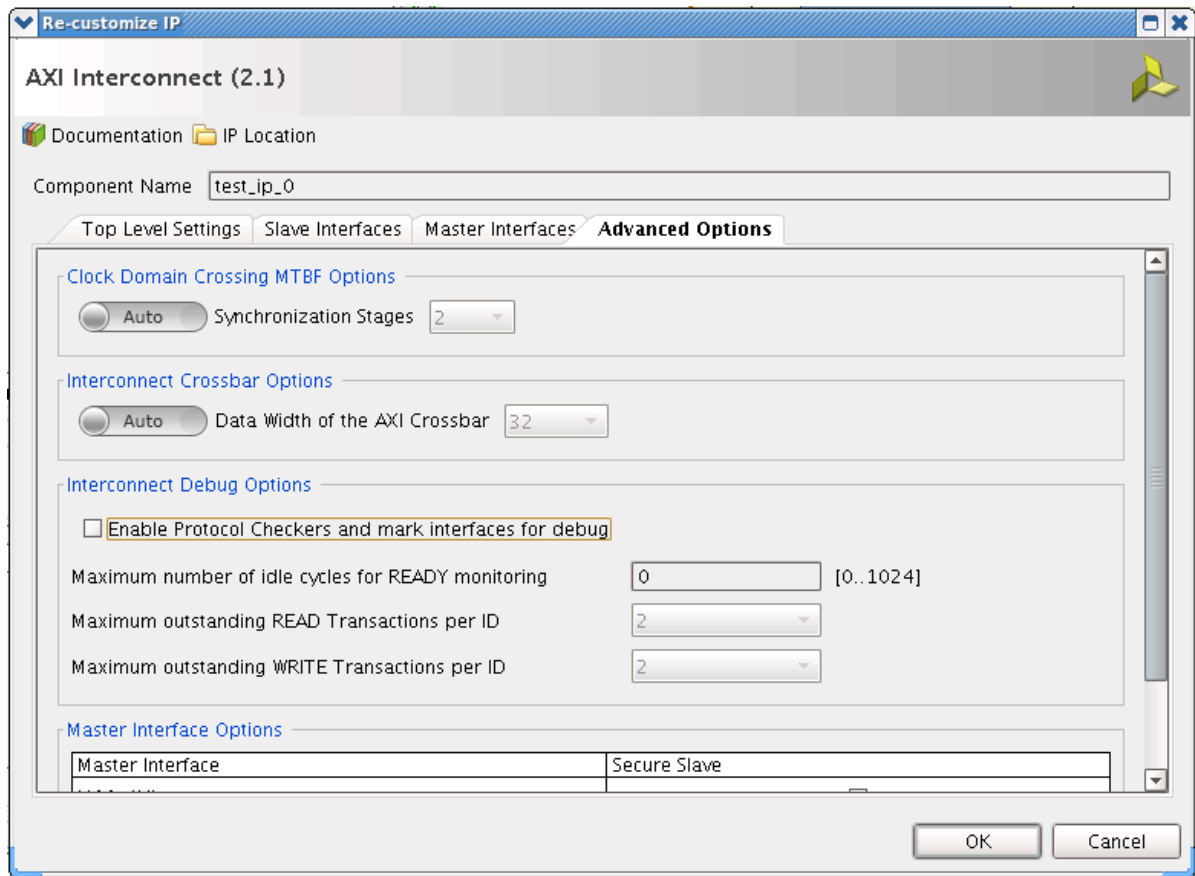 Re-customize IP
AXI Interconnect (2.1)
Documentation IP Location
Component Name test_ip_0
Top Level Settings Slave Interfaces Master Interfaces Advanced Options
Clock Domain Crossing MTBF Options
Auto Synchronization Stages 2
Interconnect Crossbar Options
Auto Data Width of the AXI Crossbar 32
Interconnect Debug Options
Enable Protocol Checkers and mark interfaces for debug
Maximum number of idle cycles for READY monitoring 0 [0..1024]
Maximum outstanding READ Transactions per ID 2
Maximum outstanding WRITE Transactions per ID 2
Master Interface Options
Master Interface Secure Slave
OK Cancel